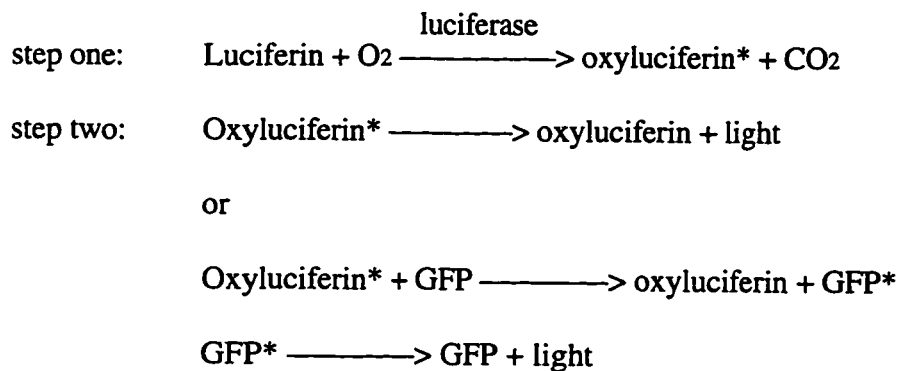 luciferase
step one: Luciferin + O2 ———> oxyluciferin* + CO2
step two: Oxyluciferin* ———> oxyluciferin + light
or
Oxyluciferin* + GFP ———> oxyluciferin + GFP*
GFP* ———> GFP + light